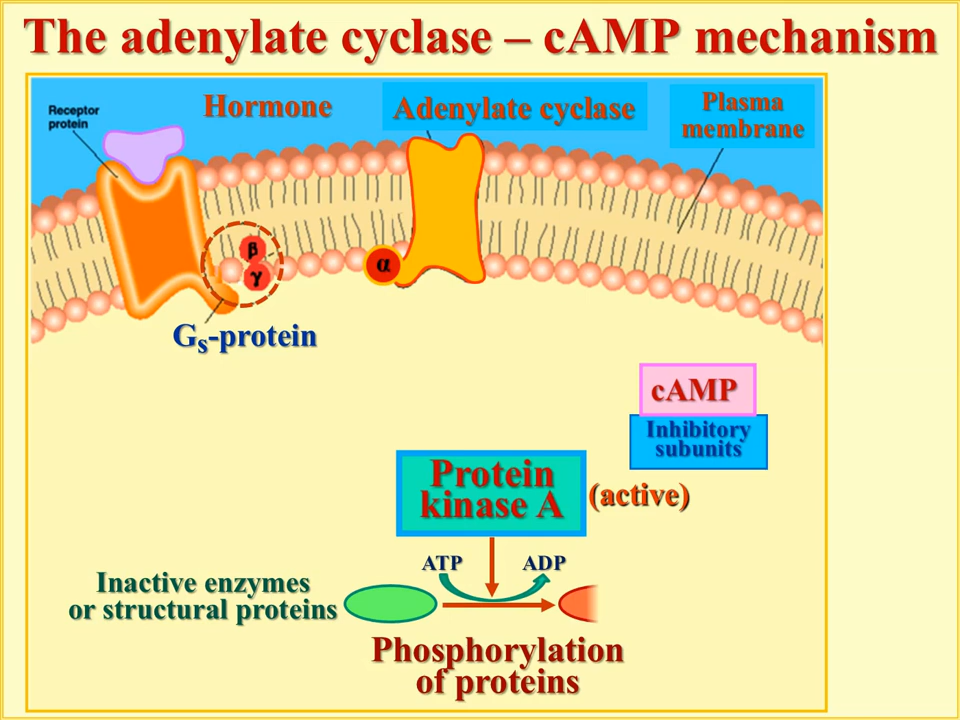 The adenylate cyclase – cAMP mechanism
Receptor
protein
Hormone
Adenylate cyclase
Plasma
membrane
β
γ
α
Gs-protein
cAMP
Inhibitory
subunits
Protein
kinase A
(active)
ATP
ADP
Inactive enzymes
or structural proteins
Phosphorylation
of proteins